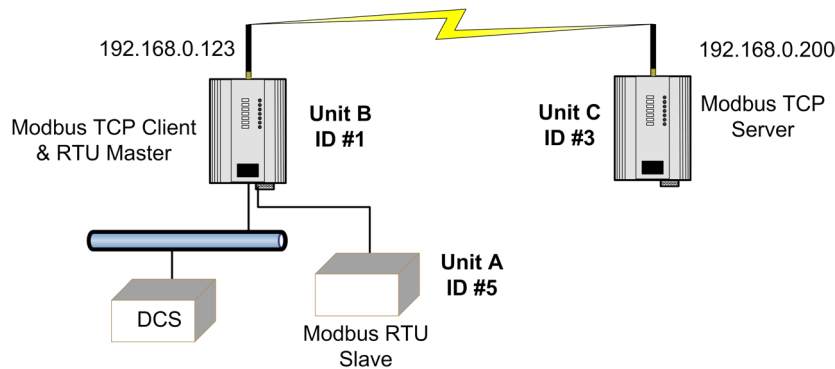 192.168.0.123
192.168.0.200
Modbus TCP Client
& RTU Master
Unit B
ID #1
Unit C
ID #3
Modbus TCP
Server
Unit A
ID #5
DCS
Modbus RTU
Slave